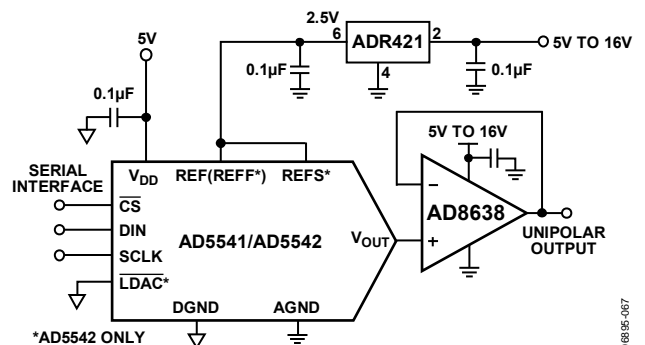 2.5V
5V
6
ADR421
2
5V TO 16V
4
0.1µF
0.1µF
0.1µF
5V TO 16V
SERIAL
INTERFACE
VDD
REF(REFF*)
REFS*
CS
DIN
SCLK
LDAC*
AD5541/AD5542
VOUT
–
+
AD8638
UNIPOLAR
OUTPUT
DGND
AGND
*AD5542 ONLY
06895-067